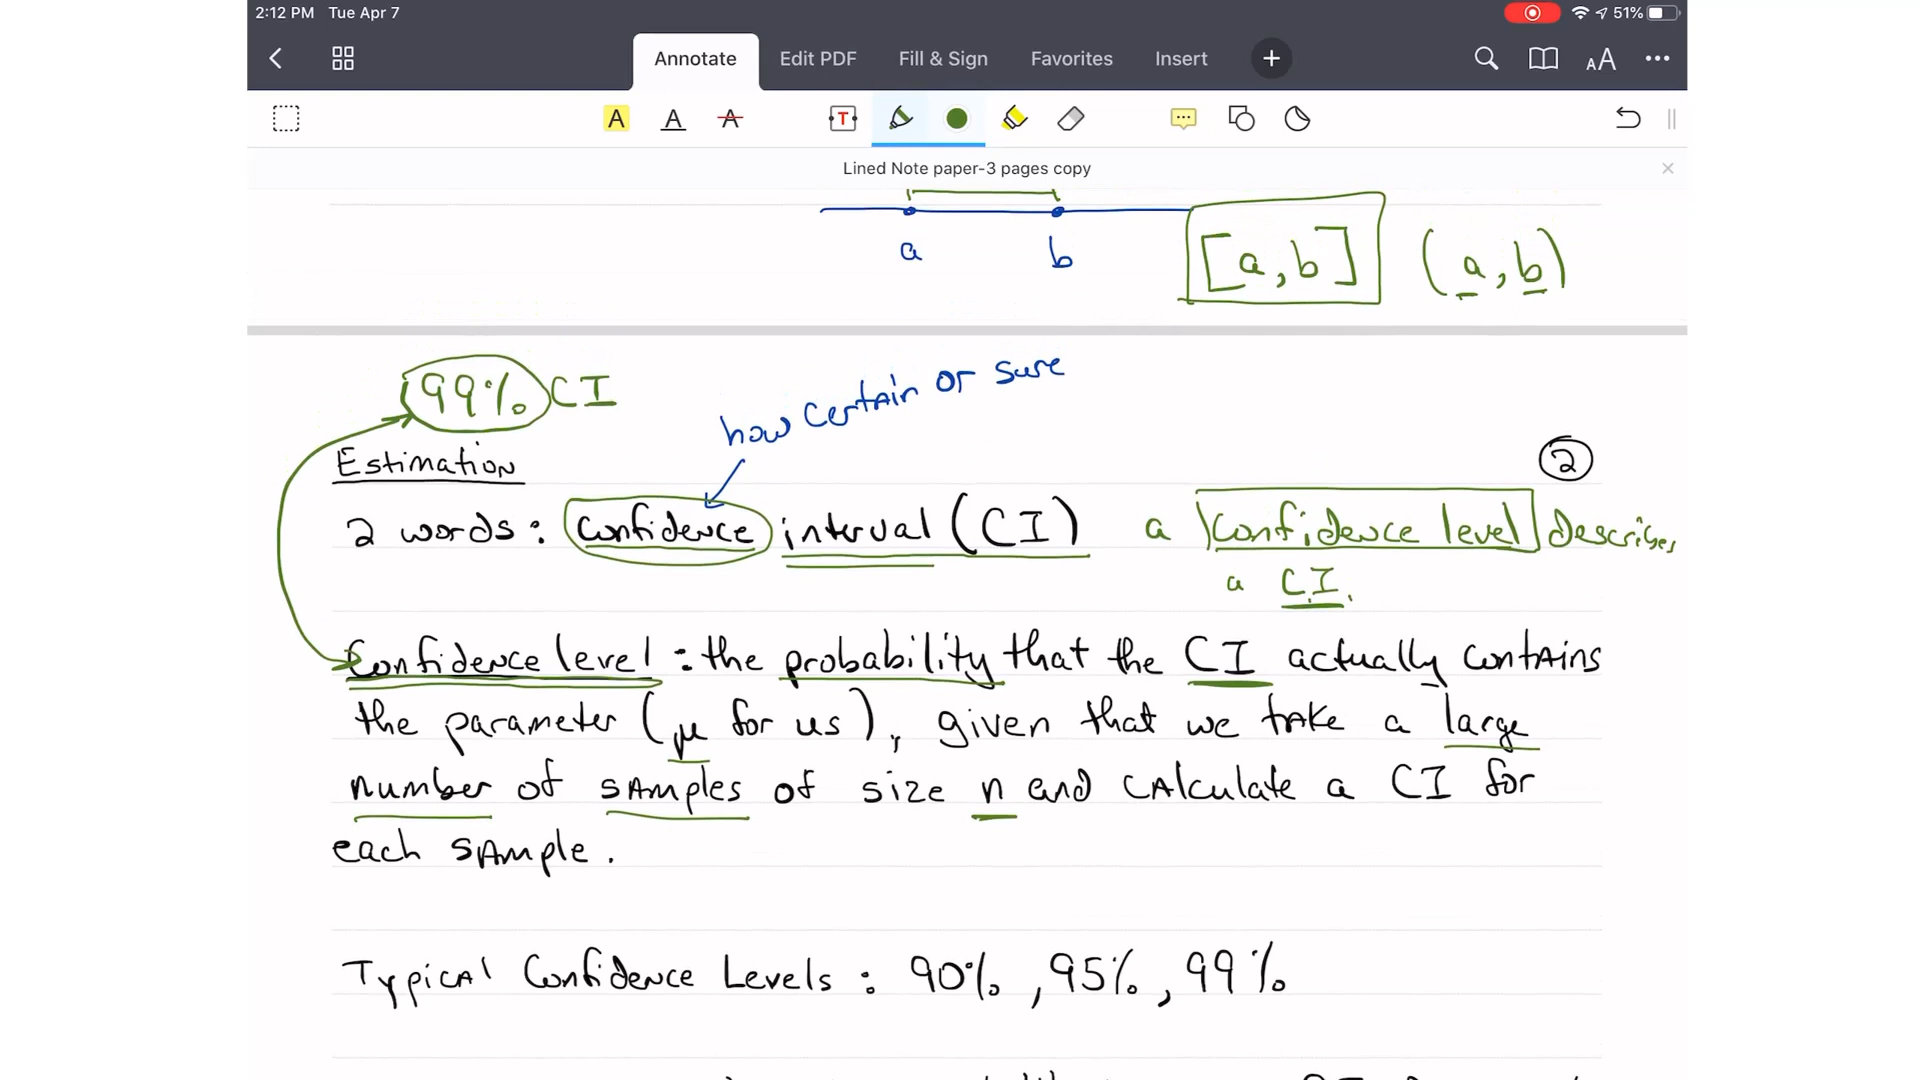 2:12 PM Tue Apr 7 51%
Annotate Edit PDF Fill & Sign Favorites Insert
Lined Note paper-3 pages copy
a b [a,b] (a,b)
99% CI
how certain or sure
Estimation
2
2 words: Confidence interval (CI) a Confidence level describes
a C.I.
Confidence level : the probability that the CI actually contains
the parameter (μ for us), given that we take a large
number of samples of size n and calculate a CI for
each sample.
Typical Confidence Levels : 90%, 95%, 99%